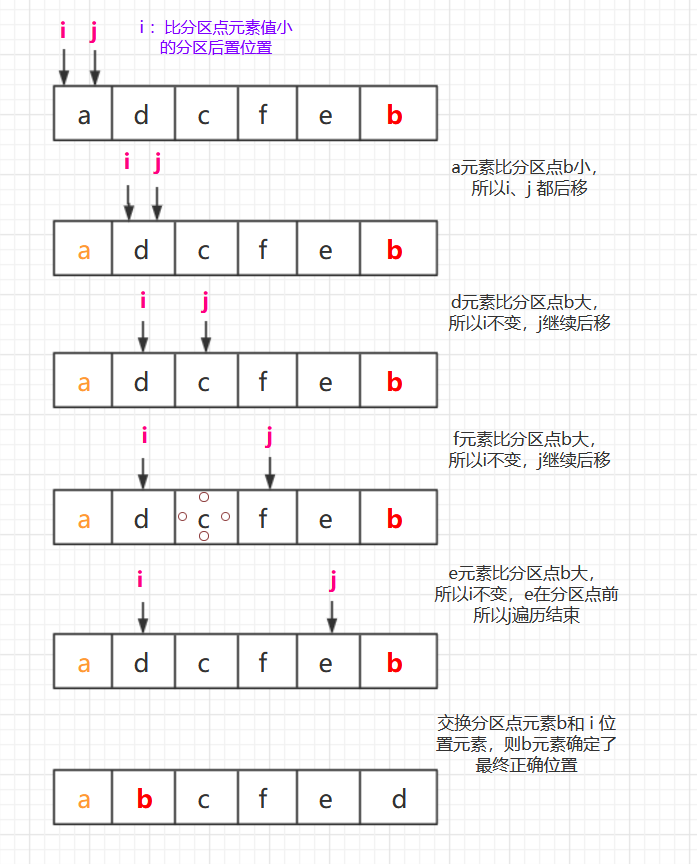 i j
i ：比分区点元素值小
的分区后置位置
a d c f e b
i j
a元素比分区点b小，
所以i、j 都后移
a d c f e b
i j
d元素比分区点b大，
所以i不变，j继续后移
a d c f e b
i j
f元素比分区点b大，
所以i不变，j继续后移
a d c f e b
i j
e元素比分区点b大，
所以i不变，e在分区点前
所以j遍历结束
a d c f e b
交换分区点元素b和 i 位
置元素，则b元素确定了
最终正确位置
a b c f e d